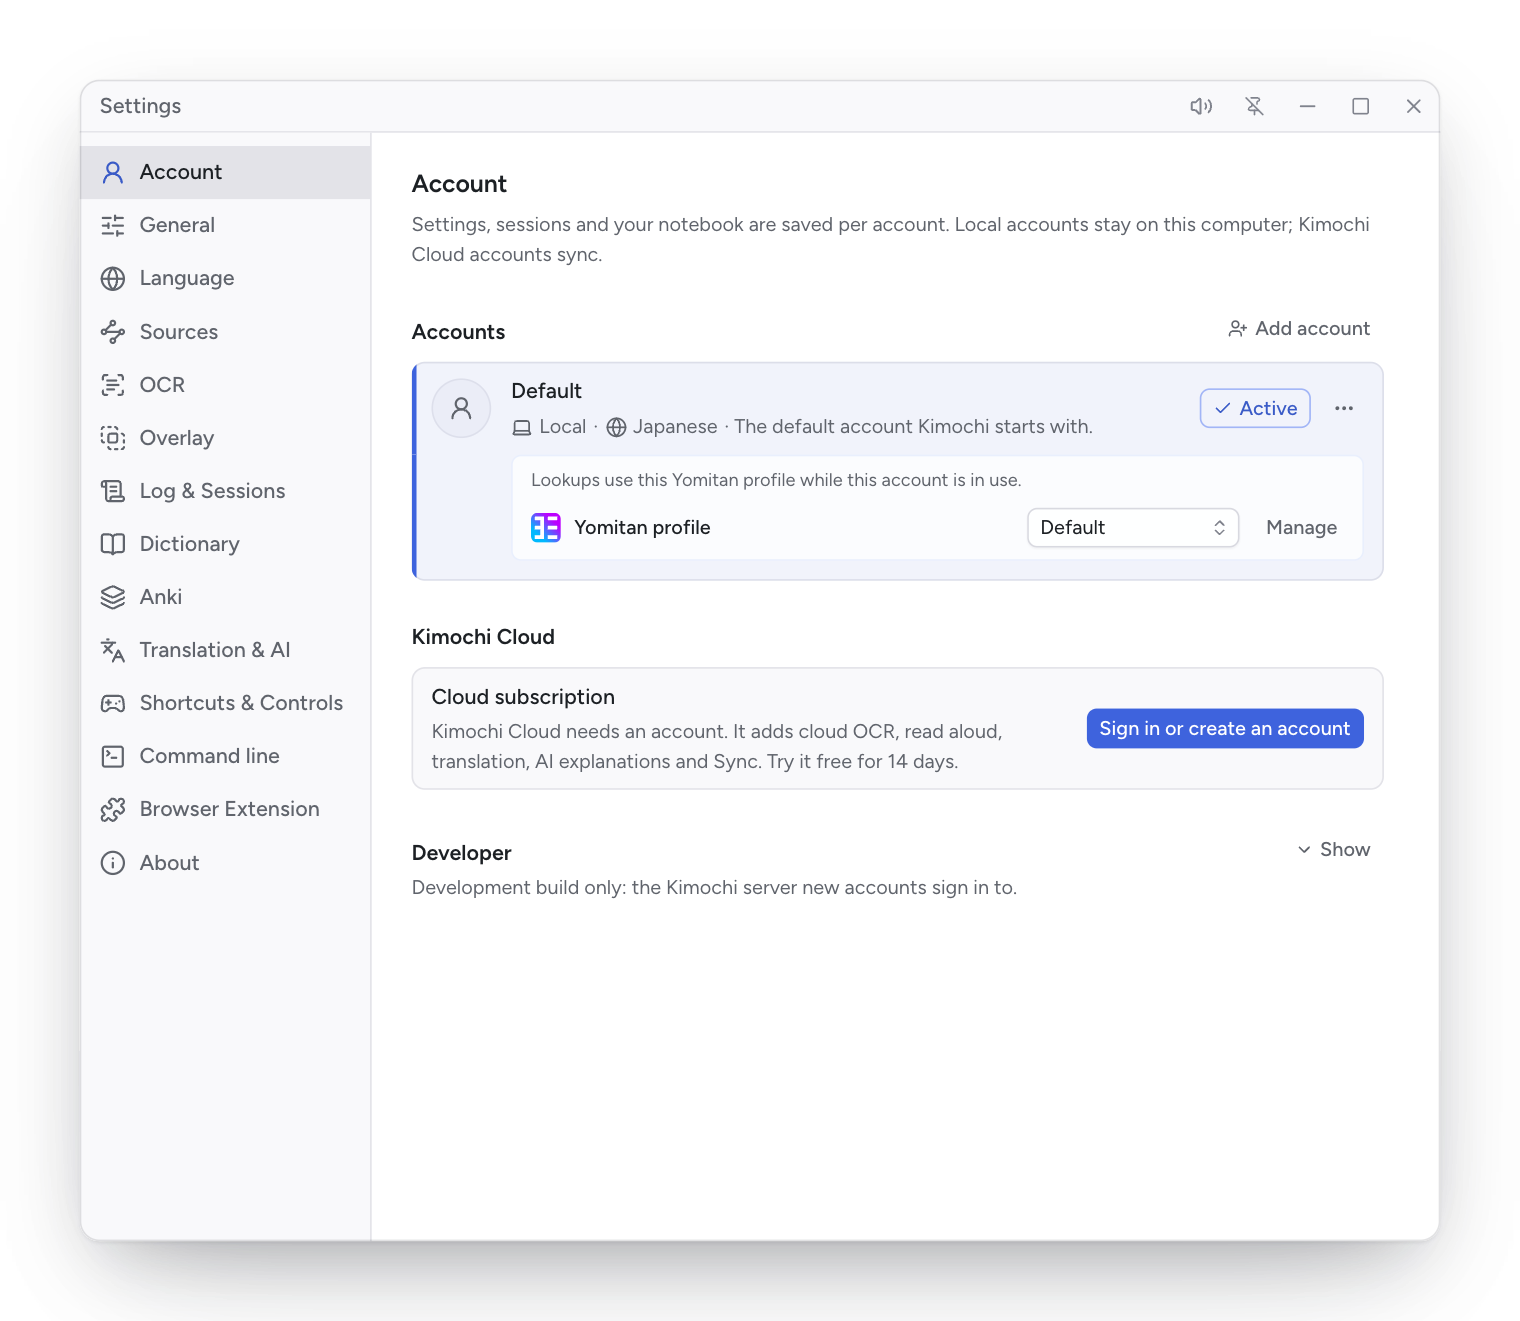 Settings
Account
General
Language
Sources
OCR
Overlay
Log & Sessions
Dictionary
Anki
Translation & AI
Shortcuts & Controls
Command line
Browser Extension
About
Account
Settings, sessions and your notebook are saved per account. Local accounts stay on this computer; Kimochi
Cloud accounts sync.
Accounts
Add account
Default
Local · Japanese · The default account Kimochi starts with.
Active
Lookups use this Yomitan profile while this account is in use.
Yomitan profile
Default
Manage
Kimochi Cloud
Cloud subscription
Kimochi Cloud needs an account. It adds cloud OCR, read aloud,
translation, AI explanations and Sync. Try it free for 14 days.
Sign in or create an account
Developer
Show
Development build only: the Kimochi server new accounts sign in to.